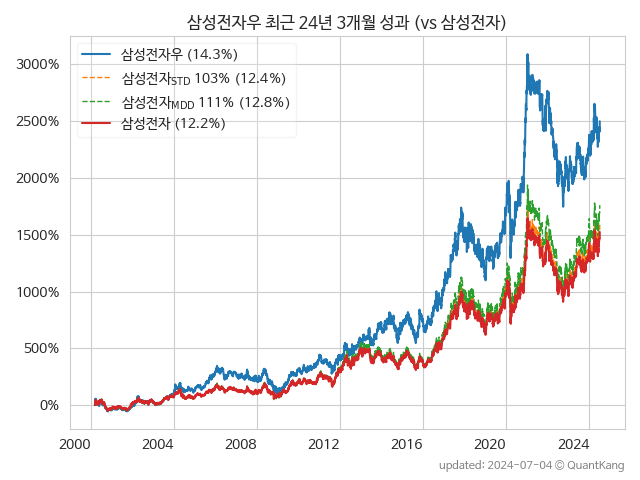 삼성전자우 최근 24년 3개월 성과 (vs 삼성전자)
삼성전자우 (14.3%)
삼성전자STD 103% (12.4%)
삼성전자MDD 111% (12.8%)
삼성전자 (12.2%)
3000%
2500%
2000%
1500%
1000%
500%
0%
2000 2004 2008 2012 2016 2020 2024
updated: 2024-07-04 ⓒ QuantKang